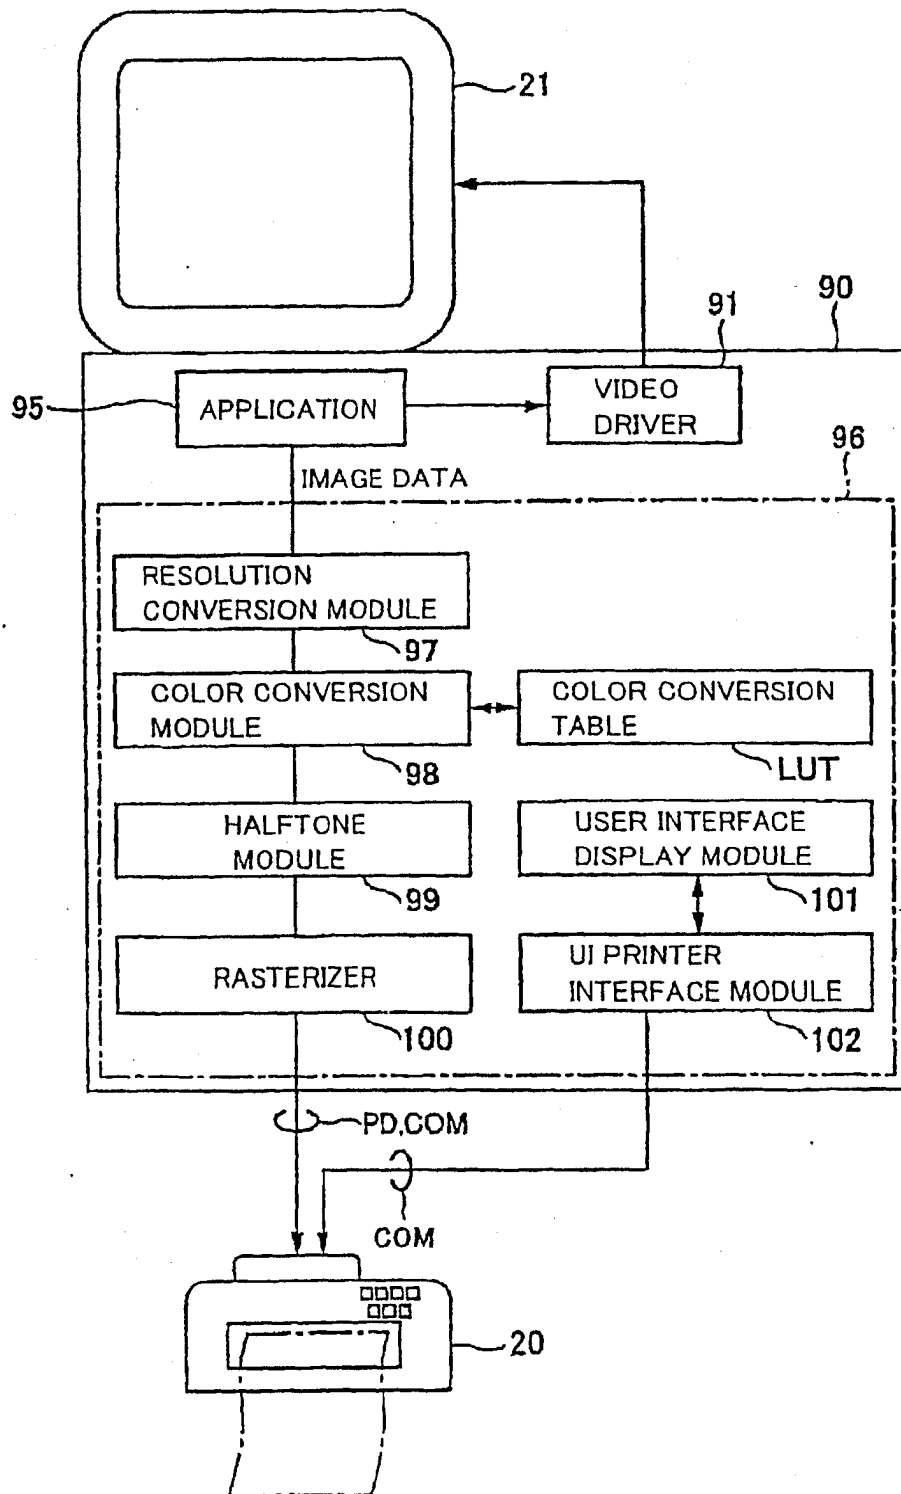 21
90
91
95
APPLICATION
VIDEO
DRIVER
96
IMAGE DATA
RESOLUTION
CONVERSION MODULE
97
COLOR CONVERSION
MODULE
COLOR CONVERSION
TABLE
98
LUT
HALFTONE
MODULE
USER INTERFACE
DISPLAY MODULE
99
101
RASTERIZER
UI PRINTER
INTERFACE MODULE
100
102
PD,COM
COM
20